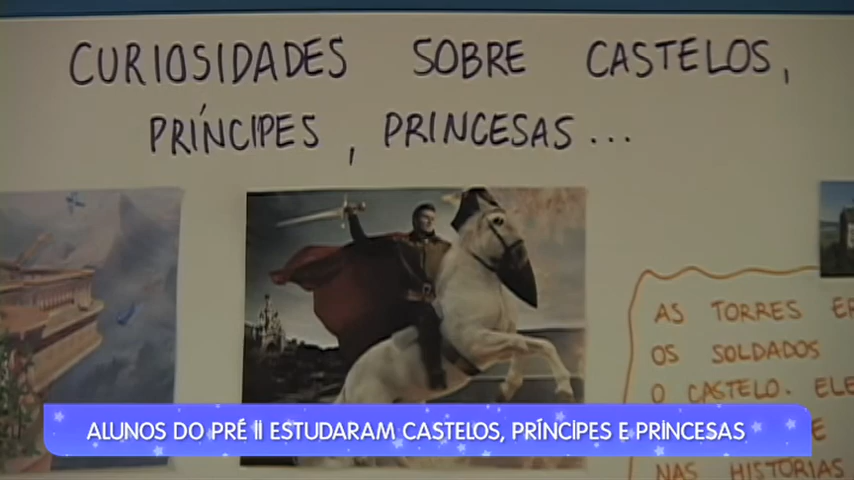 CURIOSIDADES SOBRE CASTELOS,
PRÍNCIPES, PRINCESAS...
AS TORRES
OS SOLDADOS
O CASTELO.
NAS HISTÓRIAS
ALUNOS DO PRÉ II ESTUDARAM CASTELOS, PRÍNCIPES E PRINCESAS